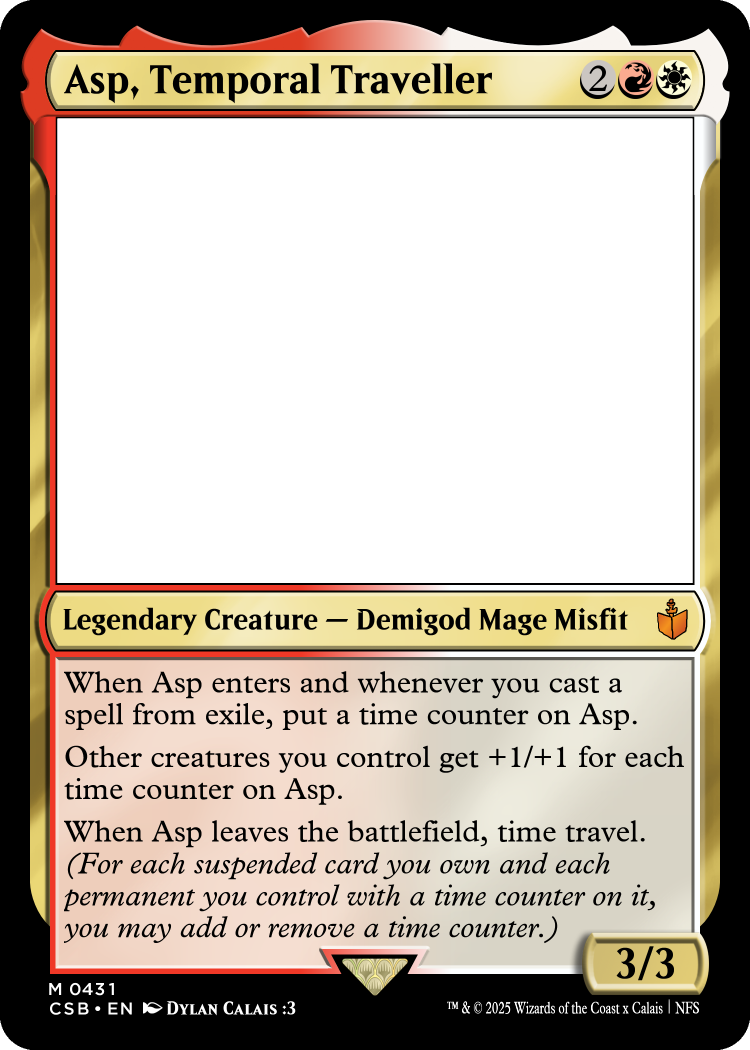 Asp, Temporal Traveller 2
Legendary Creature — Demigod Mage Misfit
When Asp enters and whenever you cast a
spell from exile, put a time counter on Asp.
Other creatures you control get +1/+1 for each
time counter on Asp.
When Asp leaves the battlefield, time travel.
(For each suspended card you own and each
permanent you control with a time counter on it,
you may add or remove a time counter.)
3/3
M 0431
CSB • EN Dylan Calais :3
™ & © 2025 Wizards of the Coast x Calais | NFS